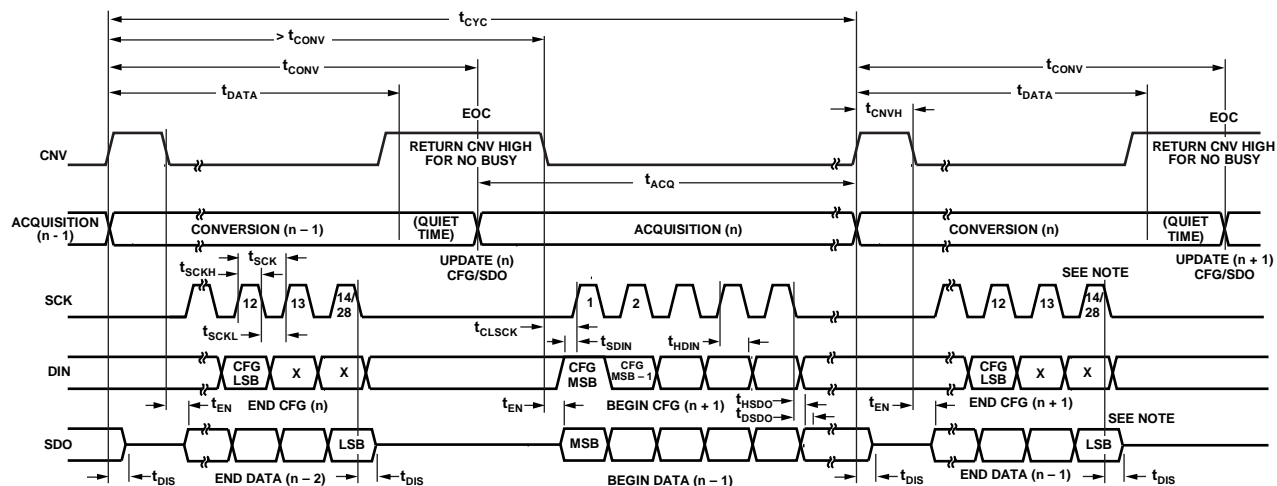 tCYC
> tCONV
tCONV
tCONV
tDATA
tDATA
tCNVH
EOC
EOC
CNV
RETURN CNV HIGH
FOR NO BUSY
RETURN CNV HIGH
FOR NO BUSY
tACQ
ACQUISITION
(n - 1)
CONVERSION (n – 1)
(QUIET
TIME)
ACQUISITION (n)
CONVERSION (n)
(QUIET
TIME)
UPDATE (n)
CFG/SDO
UPDATE (n + 1)
CFG/SDO
tSCK
tSCKH
SEE NOTE
SCK
12
13
14/
28
1
2
12
13
14/
28
tSCKL
tCLSCK
tSDIN
tHDIN
DIN
CFG
LSB
X
X
CFG
MSB
CFG
MSB – 1
CFG
LSB
X
X
tEN
END CFG (n)
tEN
BEGIN CFG (n + 1)
tHSDO
tDSDO
tEN
END CFG (n + 1)
SEE NOTE
SDO
LSB
MSB
LSB
tDIS
END DATA (n – 2)
tDIS
BEGIN DATA (n – 1)
tDIS
END DATA (n – 1)
tDIS